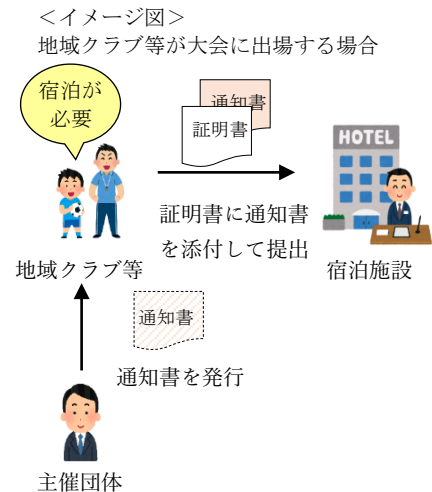 ＜イメージ図＞
地域クラブ等が大会に出場する場合
宿泊が
必要
通知書
証明書
HOTEL
証明書に通知書
を添付して提出
地域クラブ等
宿泊施設
通知書
通知書を発行
主催団体